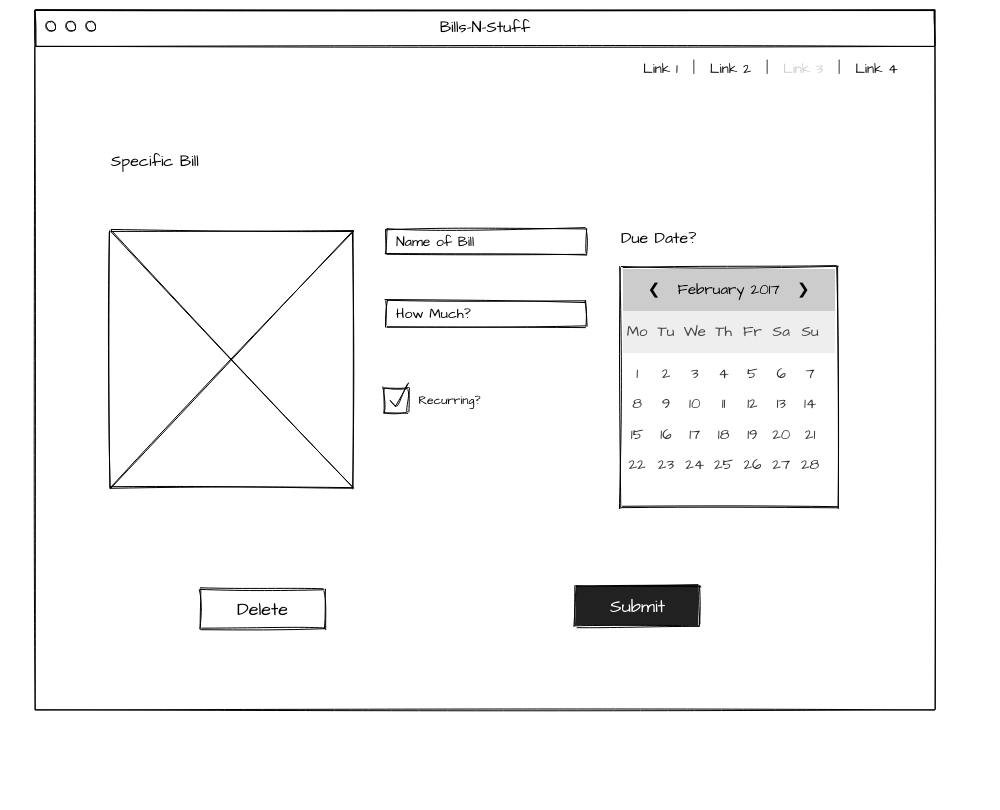 Bills-N-Stuff
Link 1 | Link 2 | Link 3 | Link 4
Specific Bill
Name of Bill
How Much?
Recurring?
Due Date?
❮ February 2017 ❯
Mo Tu We Th Fr Sa Su
1 2 3 4 5 6 7
8 9 10 11 12 13 14
15 16 17 18 19 20 21
22 23 24 25 26 27 28
Delete
Submit